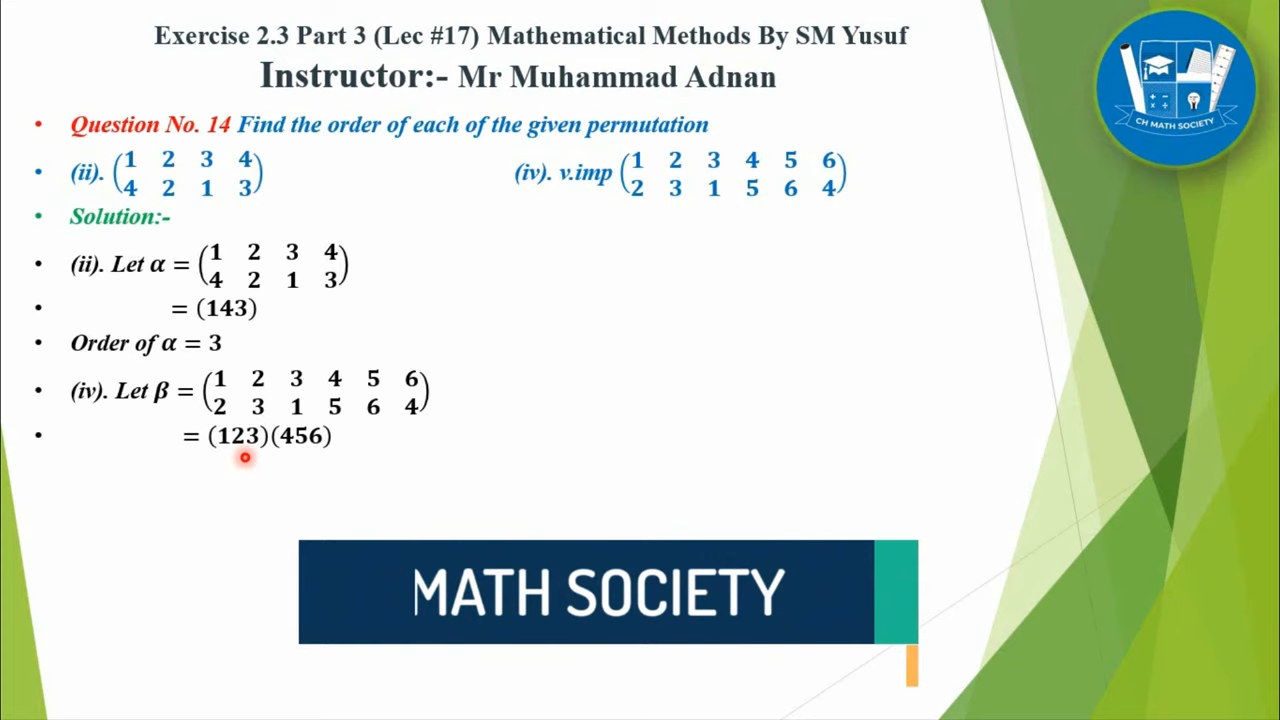 Exercise 2.3 Part 3 (Lec #17) Mathematical Methods By SM Yusuf
Instructor:- Mr Muhammad Adnan
CH MATH SOCIETY
• Question No. 14 Find the order of each of the given permutation
• (ii). (1 2 3 4
4 2 1 3)
(iv). v.imp (1 2 3 4 5 6
2 3 1 5 6 4)
• Solution:-
• (ii). Let α = (1 2 3 4
4 2 1 3)
• = (143)
• Order of α = 3
• (iv). Let β = (1 2 3 4 5 6
2 3 1 5 6 4)
• = (123)(456)
MATH SOCIETY